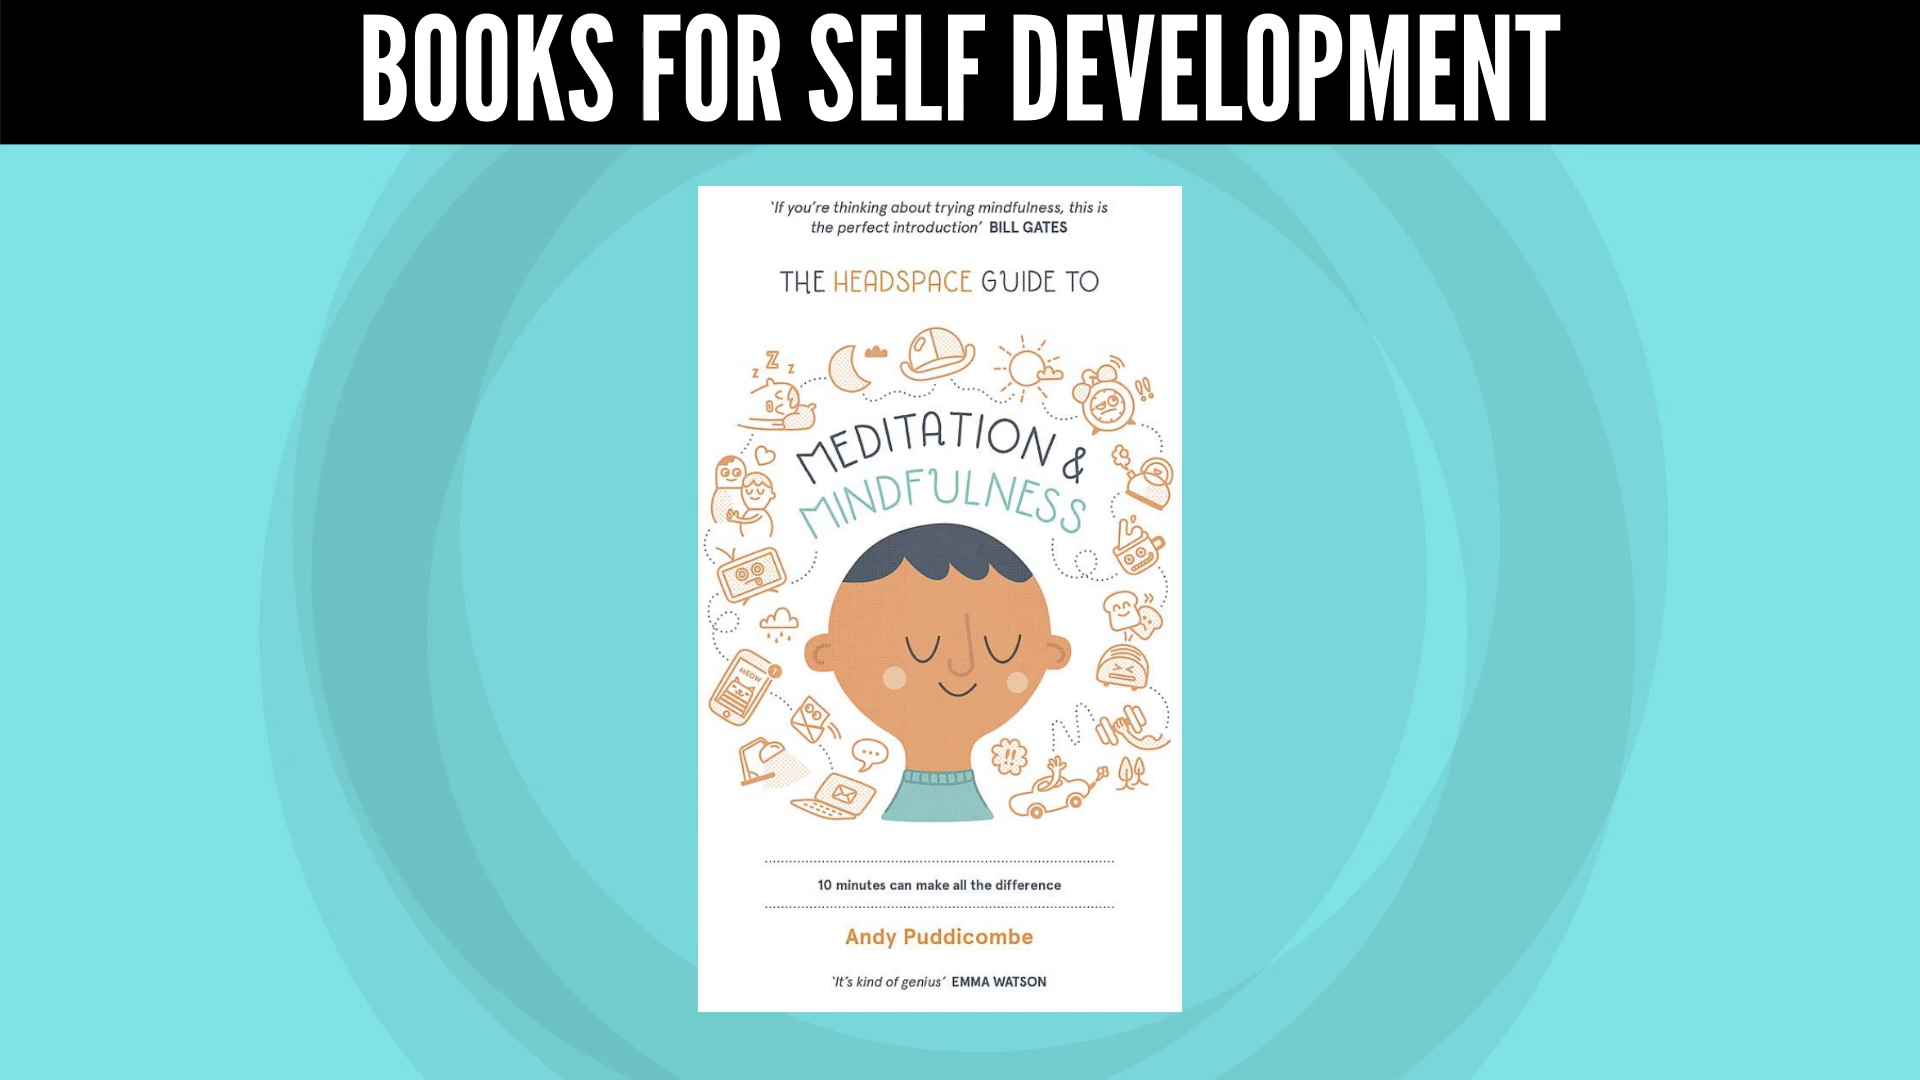 BOOKS FOR SELF DEVELOPMENT
‘If you’re thinking about trying mindfulness, this is
the perfect introduction’ BILL GATES
THE HEADSPACE GUIDE TO
z Z z
!!
MEDITATION &
MINDFULNESS
MEOW
!
!!
10 minutes can make all the difference
Andy Puddicombe
‘It’s kind of genius’ EMMA WATSON